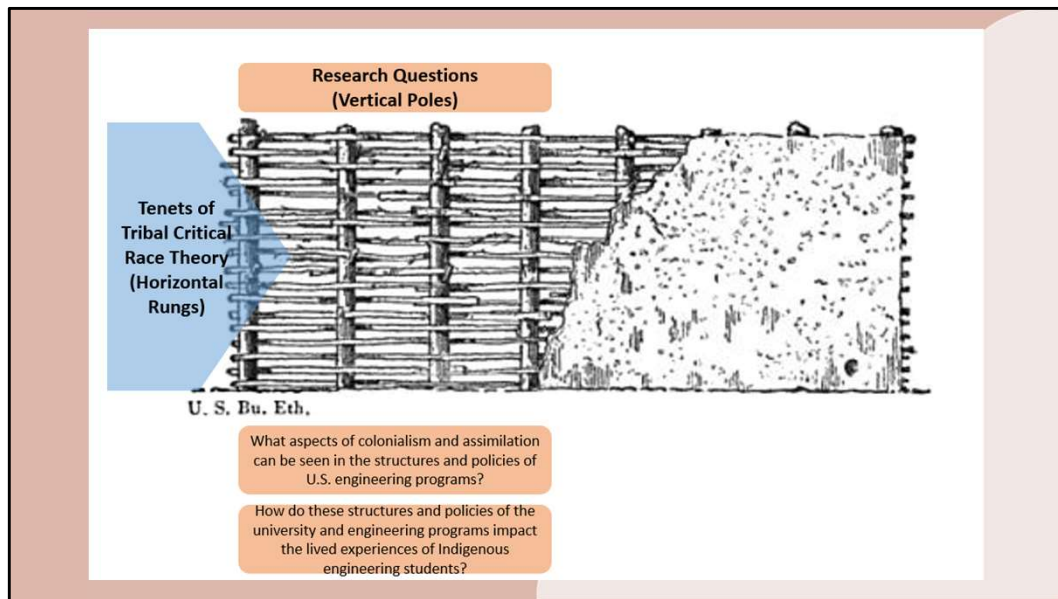 Research Questions
(Vertical Poles)
Tenets of
Tribal Critical
Race Theory
(Horizontal
Rungs)
U. S. Bu. Eth.
What aspects of colonialism and assimilation
can be seen in the structures and policies of
U.S. engineering programs?
How do these structures and policies of the
university and engineering programs impact
the lived experiences of Indigenous
engineering students?